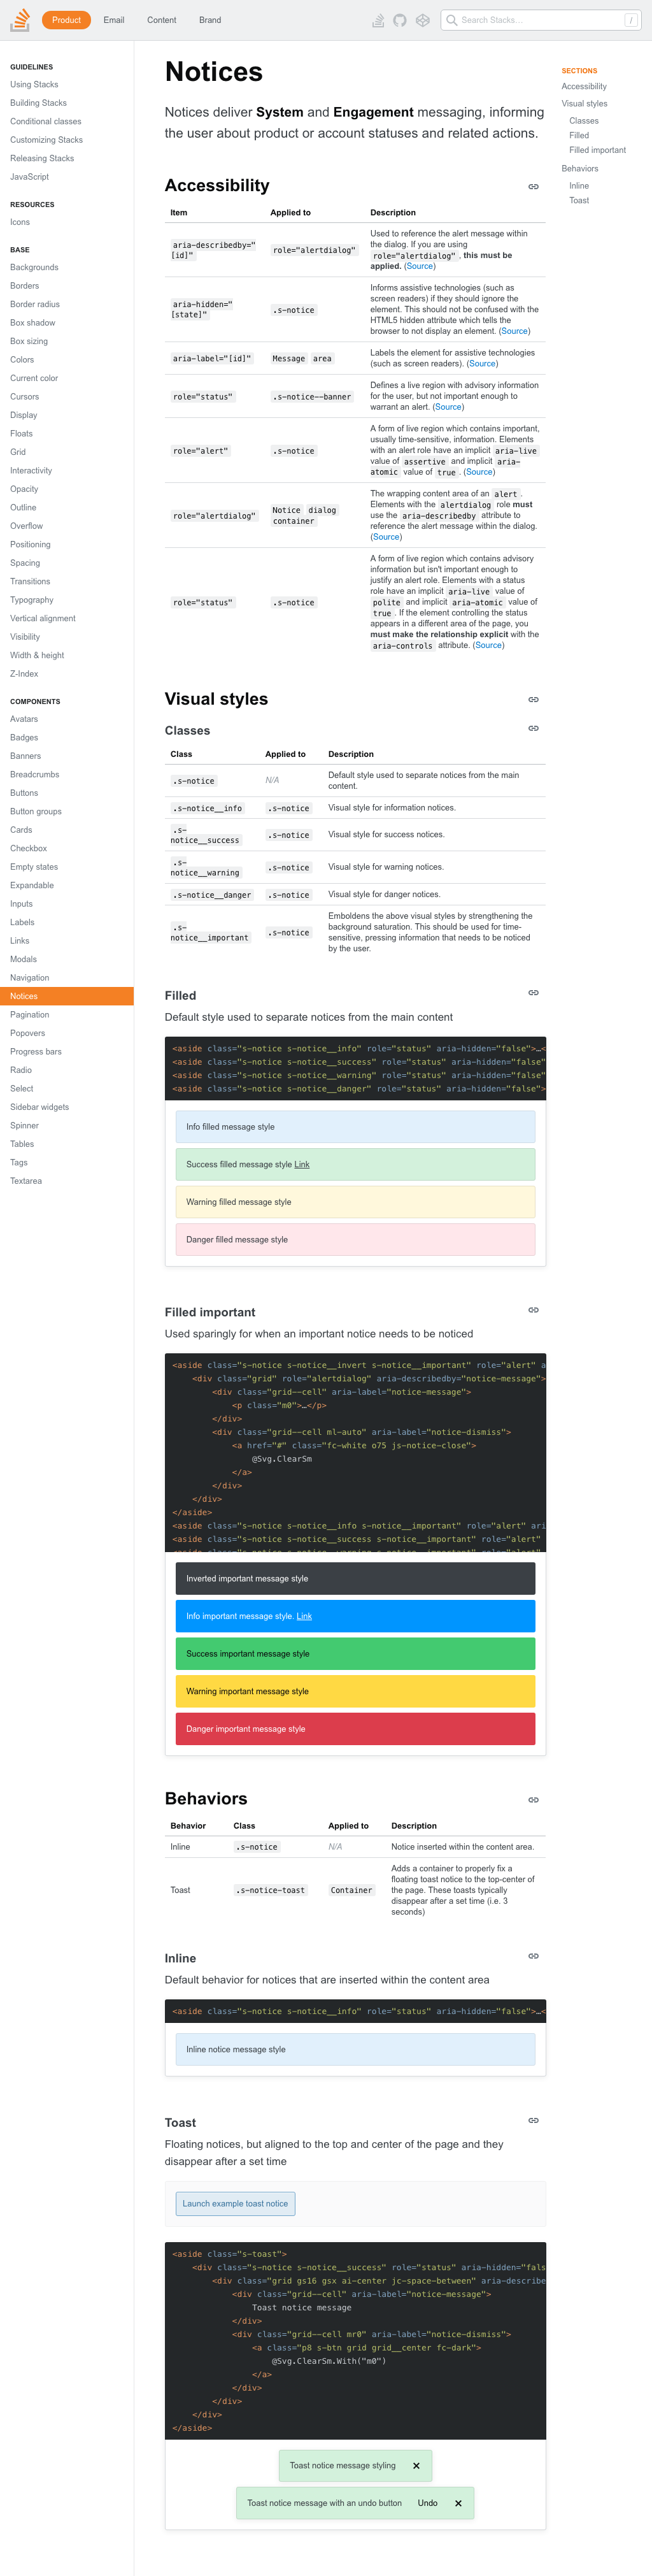 Product
Email
Content
Brand
Search Stacks…
/
GUIDELINES
Using Stacks
Building Stacks
Conditional classes
Customizing Stacks
Releasing Stacks
JavaScript
RESOURCES
Icons
BASE
Backgrounds
Borders
Border radius
Box shadow
Box sizing
Colors
Current color
Cursors
Display
Floats
Grid
Interactivity
Opacity
Outline
Overflow
Positioning
Spacing
Transitions
Typography
Vertical alignment
Visibility
Width & height
Z-Index
COMPONENTS
Avatars
Badges
Banners
Breadcrumbs
Buttons
Button groups
Cards
Checkbox
Empty states
Expandable
Inputs
Labels
Links
Modals
Navigation
Notices
Pagination
Popovers
Progress bars
Radio
Select
Sidebar widgets
Spinner
Tables
Tags
Textarea
Notices
Notices deliver System and Engagement messaging, informing
the user about product or account statuses and related actions.
Accessibility
Item Applied to Description
aria-describedby="
[id]"
role="alertdialog"
Used to reference the alert message within
the dialog. If you are using
role="alertdialog" , this must be
applied. (Source)
aria-hidden="
[state]"
.s-notice
Informs assistive technologies (such as
screen readers) if they should ignore the
element. This should not be confused with the
HTML5 hidden attribute which tells the
browser to not display an element. (Source)
aria-label="[id]"
Message area
Labels the element for assistive technologies
(such as screen readers). (Source)
role="status"
.s-notice--banner
Defines a live region with advisory information
for the user, but not important enough to
warrant an alert. (Source)
role="alert"
.s-notice
A form of live region which contains important,
usually time-sensitive, information. Elements
with an alert role have an implicit aria-live
value of assertive and implicit aria-
atomic value of true . (Source)
role="alertdialog"
Notice dialog
container
The wrapping content area of an alert .
Elements with the alertdialog role must
use the aria-describedby attribute to
reference the alert message within the dialog.
(Source)
role="status"
.s-notice
A form of live region which contains advisory
information but isn't important enough to
justify an alert role. Elements with a status
role have an implicit aria-live value of
polite and implicit aria-atomic value of
true . If the element controlling the status
appears in a different area of the page, you
must make the relationship explicit with the
aria-controls attribute. (Source)
Visual styles
Classes
Class Applied to Description
.s-notice
N/A
Default style used to separate notices from the main
content.
.s-notice__info .s-notice Visual style for information notices.
.s-
notice__success
.s-notice
Visual style for success notices.
.s-
notice__warning
.s-notice
Visual style for warning notices.
.s-notice__danger .s-notice Visual style for danger notices.
.s-
notice__important
.s-notice
Emboldens the above visual styles by strengthening the
background saturation. This should be used for time-
sensitive, pressing information that needs to be noticed
by the user.
Filled
Default style used to separate notices from the main content
<aside class="s-notice s-notice__info" role="status" aria-hidden="false">…<
<aside class="s-notice s-notice__success" role="status" aria-hidden="false"
<aside class="s-notice s-notice__warning" role="status" aria-hidden="false"
<aside class="s-notice s-notice__danger" role="status" aria-hidden="false">
Info filled message style
Success filled message style Link
Warning filled message style
Danger filled message style
Filled important
Used sparingly for when an important notice needs to be noticed
<aside class="s-notice s-notice__invert s-notice__important" role="alert" a
<div class="grid" role="alertdialog" aria-describedby="notice-message">
<div class="grid--cell" aria-label="notice-message">
<p class="m0">…</p>
</div>
<div class="grid--cell ml-auto" aria-label="notice-dismiss">
<a href="#" class="fc-white o75 js-notice-close">
@Svg.ClearSm
</a>
</div>
</div>
</aside>
<aside class="s-notice s-notice__info s-notice__important" role="alert" ari
<aside class="s-notice s-notice__success s-notice__important" role="alert"
Inverted important message style
Info important message style. Link
Success important message style
Warning important message style
Danger important message style
Behaviors
Behavior Class Applied to Description
Inline .s-notice N/A Notice inserted within the content area.
Toast
.s-notice-toast
Container
Adds a container to properly fix a
floating toast notice to the top-center of
the page. These toasts typically
disappear after a set time (i.e. 3
seconds)
Inline
Default behavior for notices that are inserted within the content area
<aside class="s-notice s-notice__info" role="status" aria-hidden="false">…<
Inline notice message style
Toast
Floating notices, but aligned to the top and center of the page and they
disappear after a set time
Launch example toast notice
<aside class="s-toast">
<div class="s-notice s-notice__success" role="status" aria-hidden="fals
<div class="grid gs16 gsx ai-center jc-space-between" aria-describe
<div class="grid--cell" aria-label="notice-message">
Toast notice message
</div>
<div class="grid--cell mr0" aria-label="notice-dismiss">
<a class="p8 s-btn grid grid__center fc-dark">
@Svg.ClearSm.With("m0")
</a>
</div>
</div>
</div>
</aside>
Toast notice message styling
Toast notice message with an undo button Undo
SECTIONS
Accessibility
Visual styles
Classes
Filled
Filled important
Behaviors
Inline
Toast